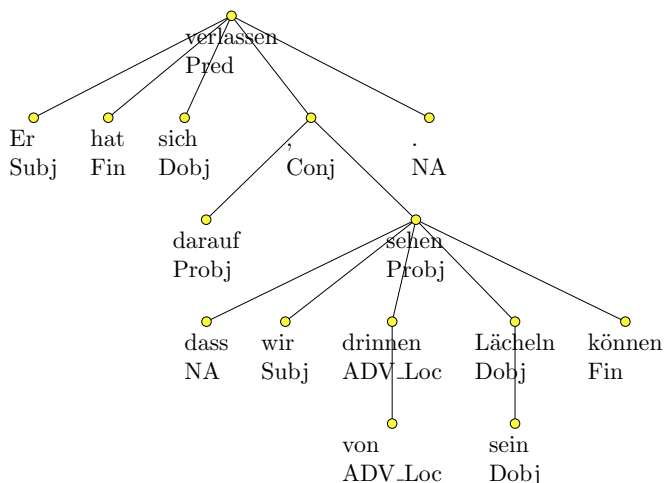 verlassen
Pred
Er hat sich , .
Subj Fin Dobj Conj NA
darauf sehen
Probj Probj
dass wir drinnen Lächeln können
NA Subj ADV_Loc Dobj Fin
von sein
ADV_Loc Dobj